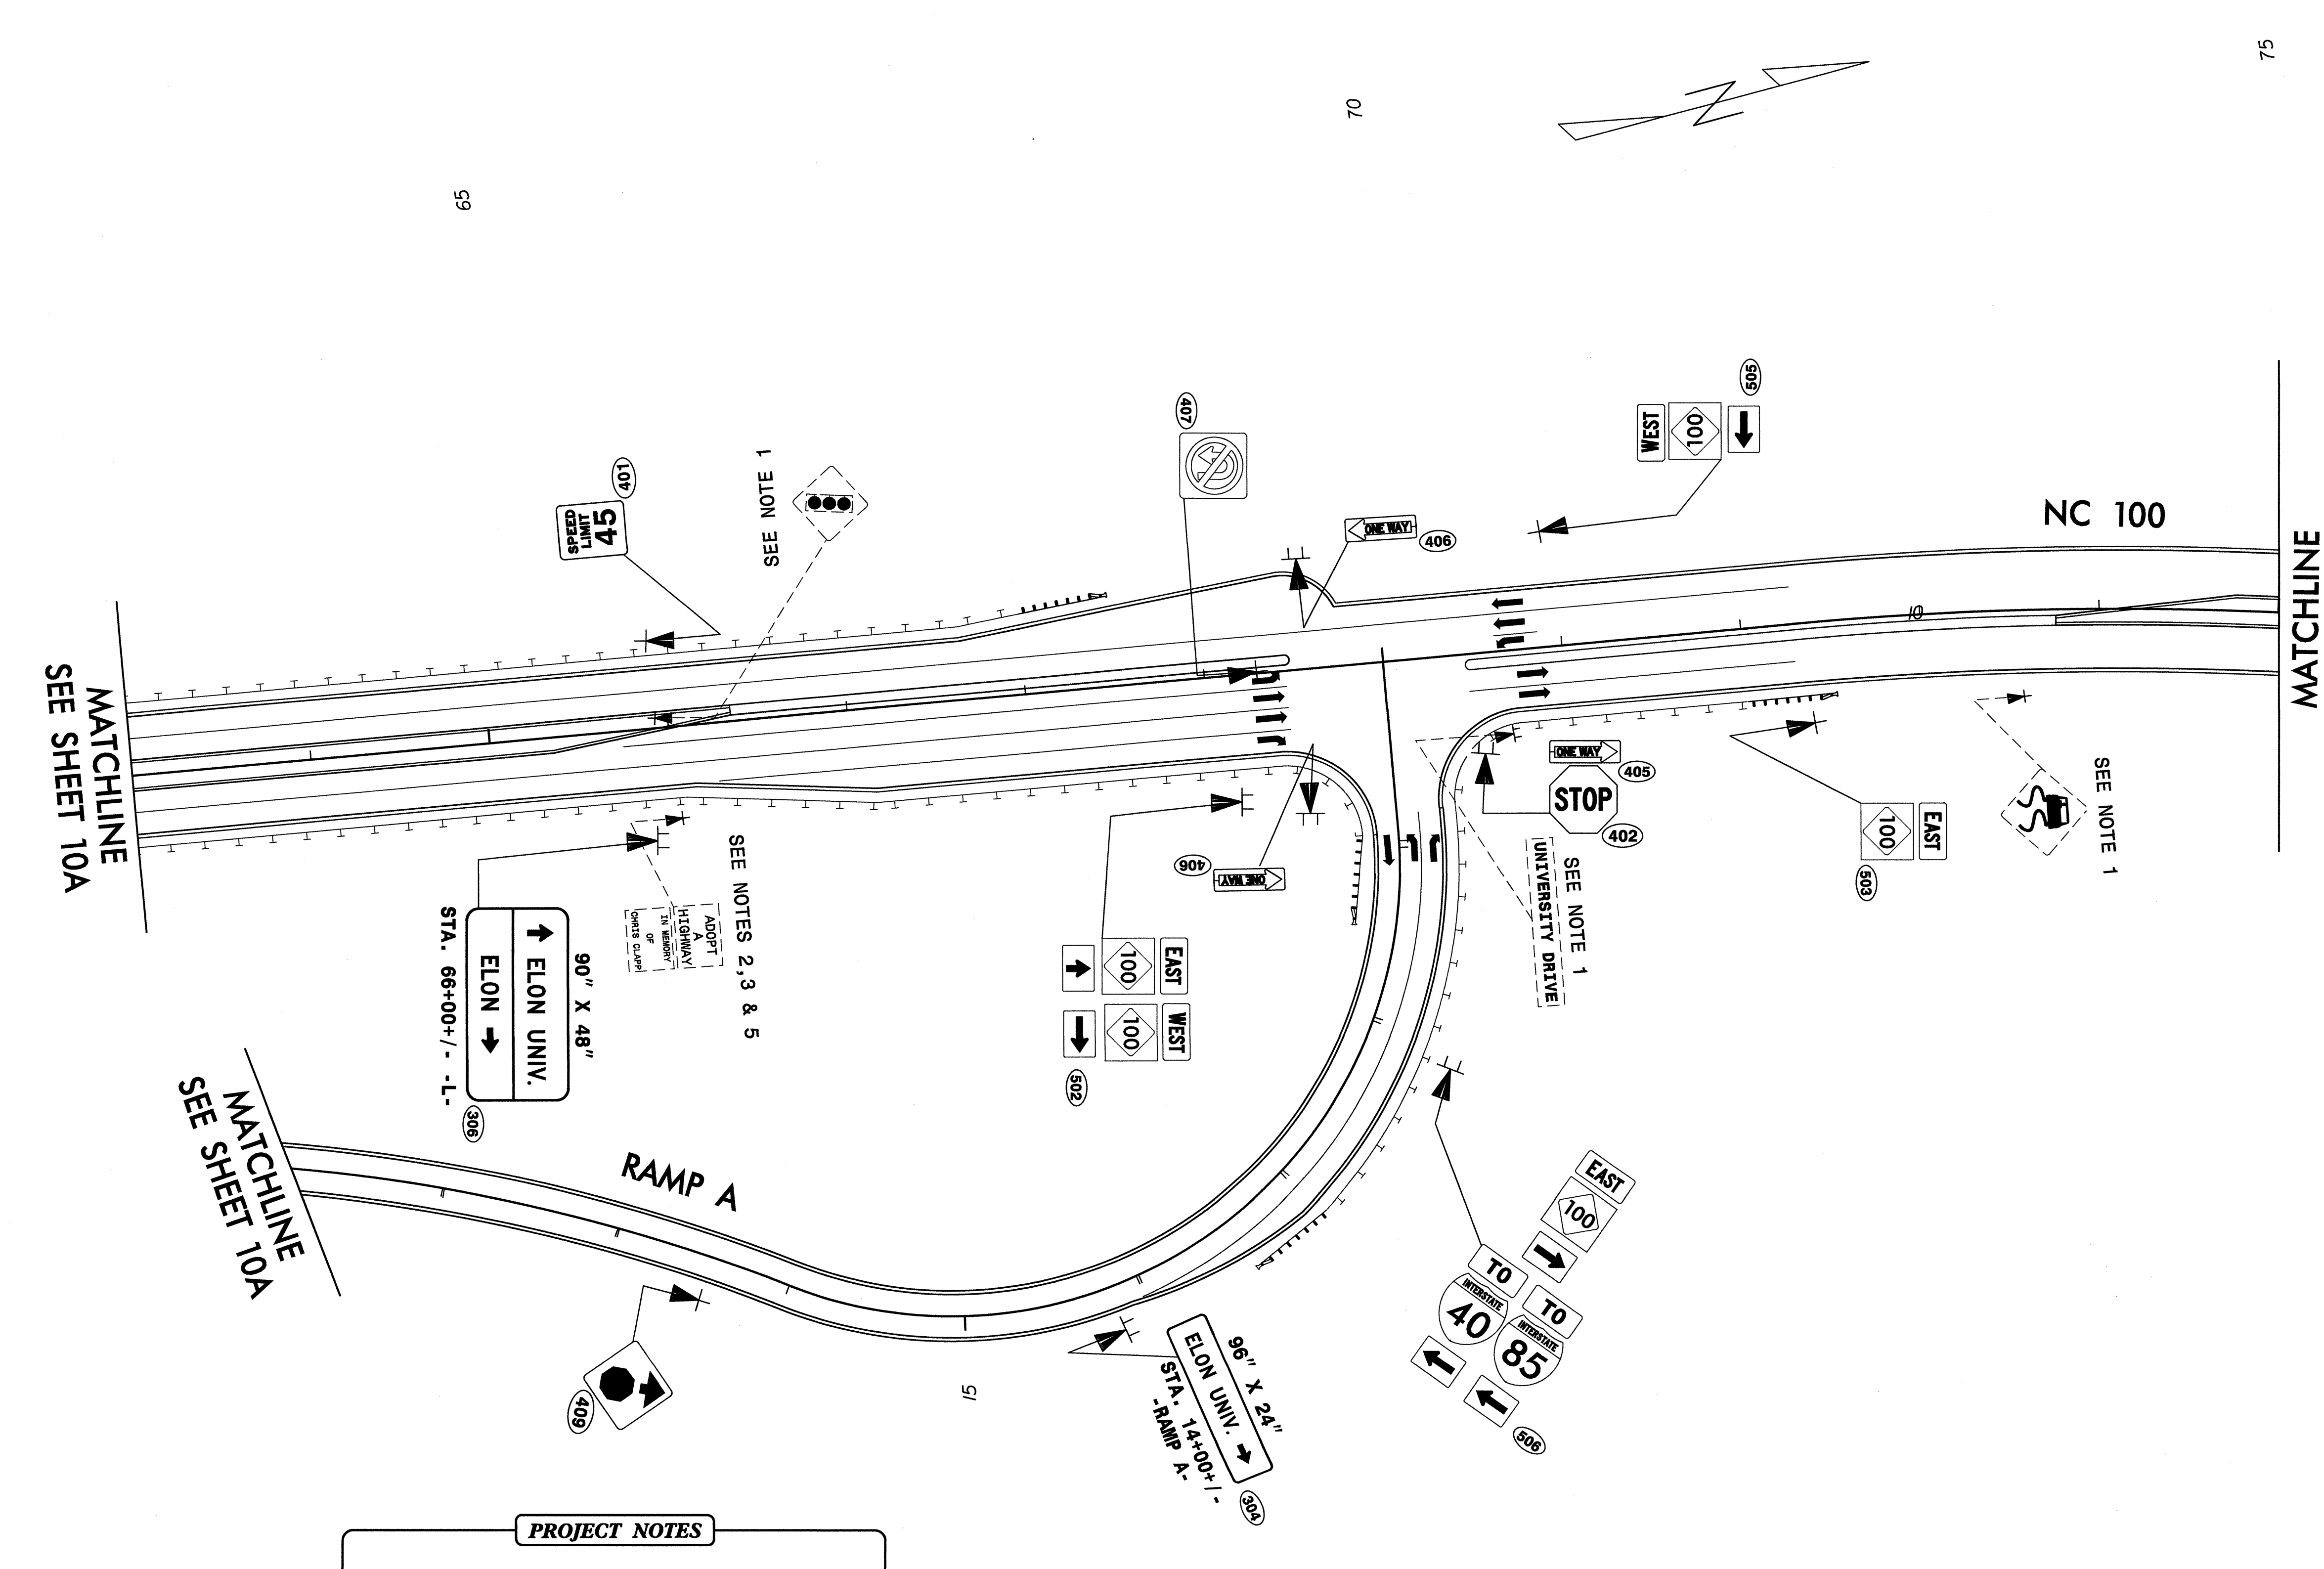 75
70
65
505
WEST
100
407
401
SPEED
LIMIT
45
SEE NOTE 1
ONE WAY
406
NC 100
10
MATCHLINE
MATCHLINE
SEE SHEET 10A
ONE WAY
405
STOP
402
EAST
100
503
SEE NOTE 1
406
ONE WAY
UNIVERSITY DRIVE
SEE NOTE 1
SEE NOTES 2,3 & 5
ADOPT
A
HIGHWAY
IN MEMORY
OF
CHRIS CLAPP
90" X 48"
ELON UNIV.
ELON
STA. 66+00+/- -L-
306
EAST
100
WEST
100
502
MATCHLINE
SEE SHEET 10A
RAMP A
EAST
100
TO
INTERSTATE
40
TO
INTERSTATE
85
506
409
15
96" X 24"
ELON UNIV.
STA. 14+00+/-
-RAMP A-
304
PROJECT NOTES